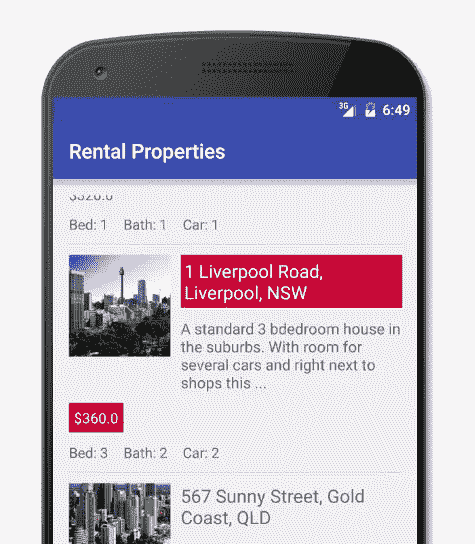 3G 6:49
Rental Properties
$320.0
Bed: 1 Bath: 1 Car: 1
1 Liverpool Road,
Liverpool, NSW
A standard 3 bdedroom house in
the suburbs. With room for
several cars and right next to
shops this ...
$360.0
Bed: 3 Bath: 2 Car: 2
567 Sunny Street, Gold
Coast, QLD